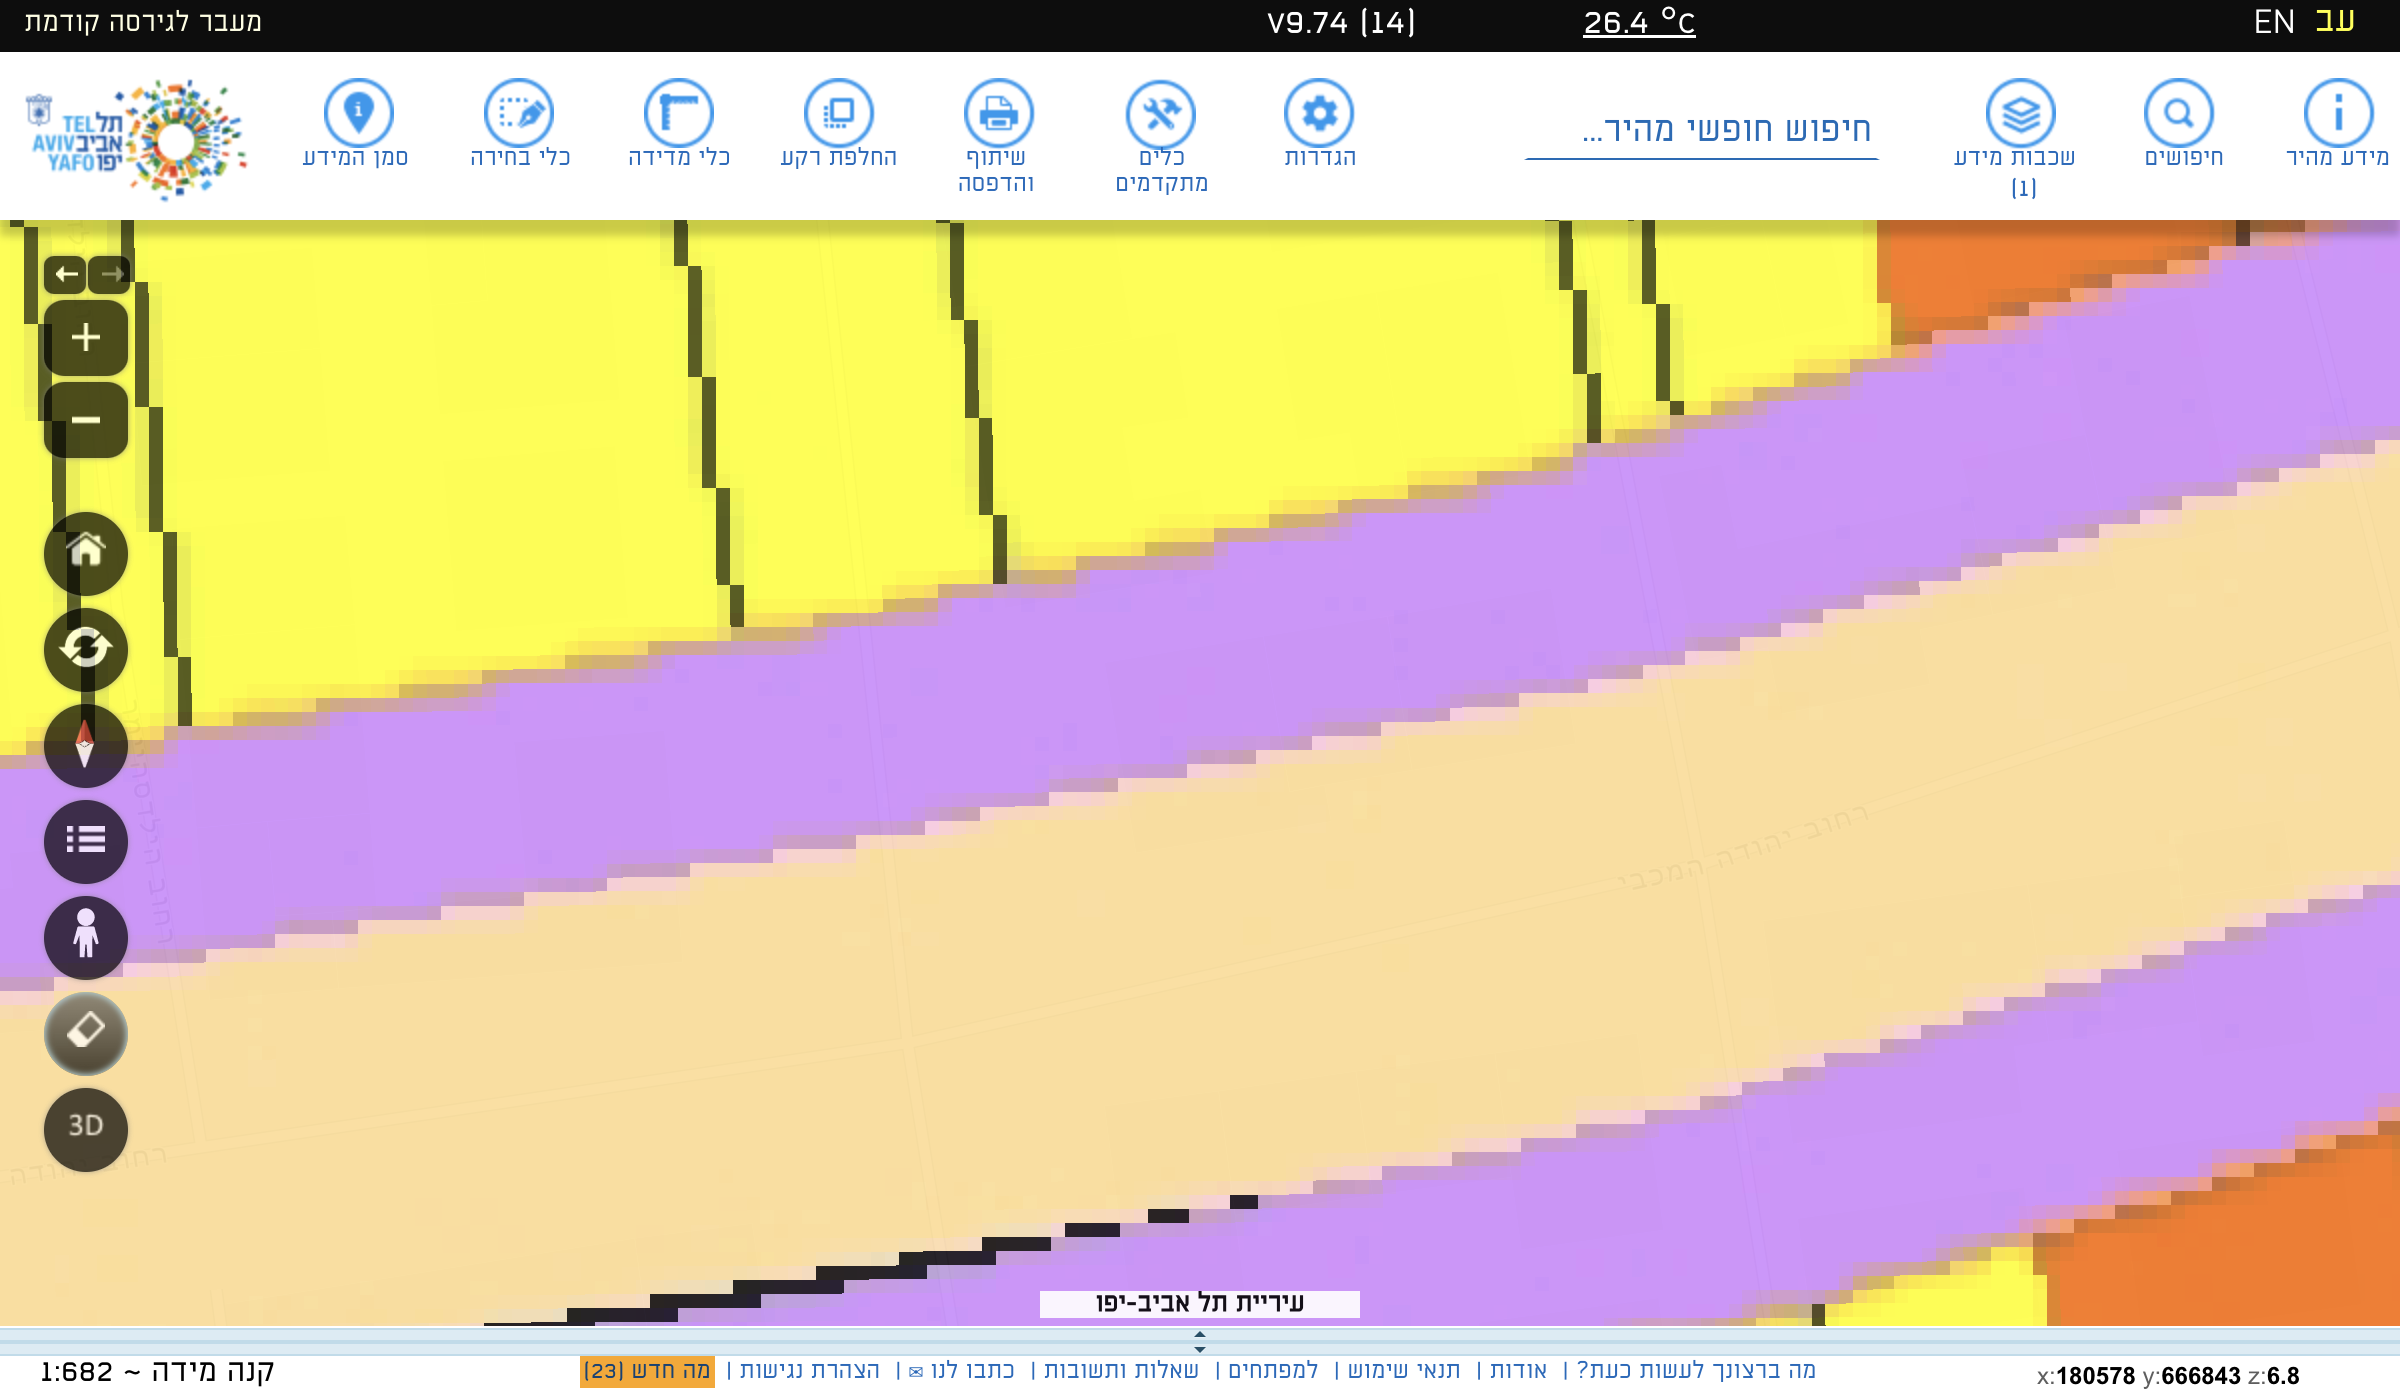 עב EN
26.4 °C
V9.74 (14)
מעבר לגירסה קודמת
מידע מהיר
חיפושים
שכבות מידע
(1)
חיפוש חופשי מהיר...
הגדרות
כלים
מתקדמים
שיתוף
והדפסה
החלפת רקע
כלי מדידה
כלי בחירה
סמן המידע
TEL תל
AVIV אביב
YAFO יפו
רחוב יהודה המכבי
3D
רחוב יהודה
עיריית תל אביב-יפו
מה ברצונך לעשות כעת? | אודות | תנאי שימוש | למפתחים | שאלות ותשובות | כתבו לנו ✉ | הצהרת נגישות | מה חדש (23)
קנה מידה ~ 1:682
x:180578 y:666843 z:6.8